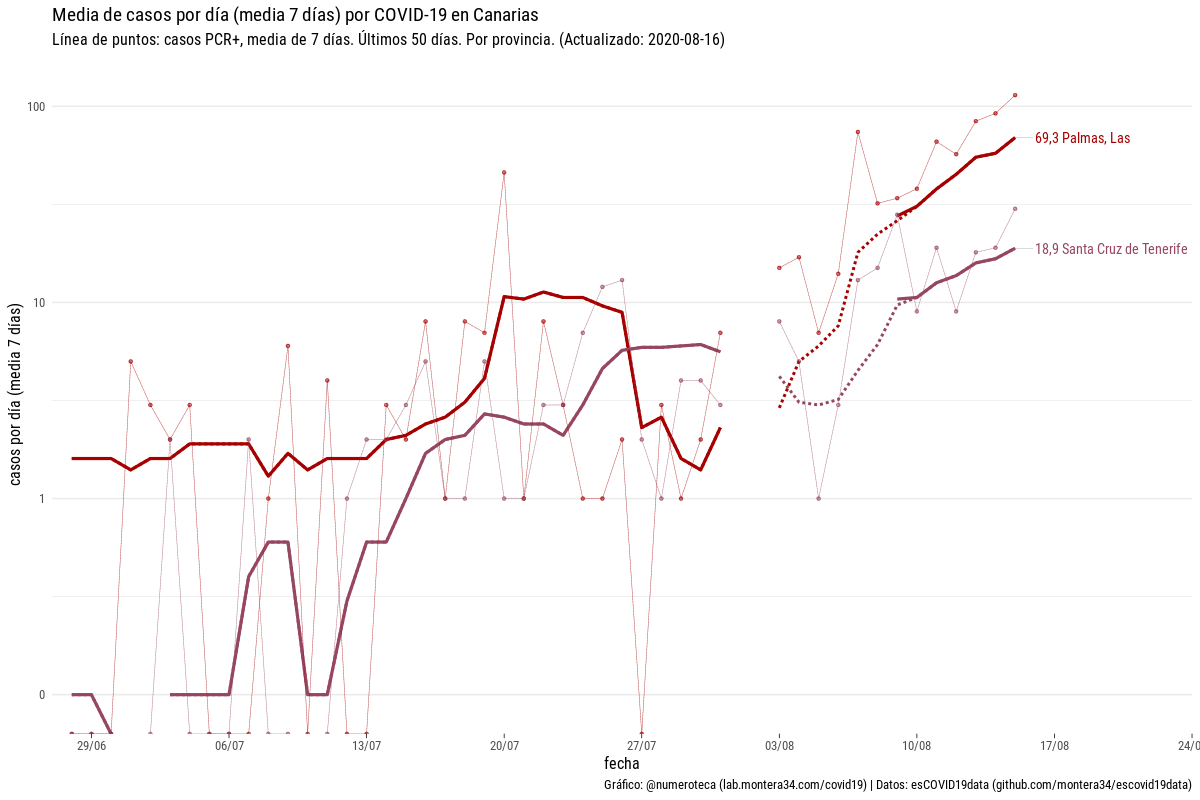 Media de casos por día (media 7 días) por COVID-19 en Canarias
Línea de puntos: casos PCR+, media de 7 días. Últimos 50 días. Por provincia. (Actualizado: 2020-08-16)
casos por día (media 7 días)
100
10
1
0
69,3 Palmas, Las
18,9 Santa Cruz de Tenerife
29/06 06/07 13/07 20/07 27/07 03/08 10/08 17/08 24/0
fecha
Gráfico: @numeroteca (lab.montera34.com/covid19) | Datos: esCOVID19data (github.com/montera34/escovid19data)